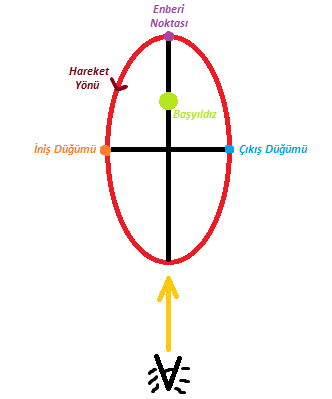 Enberi
Noktası
Hareket
Yönü
Başyıldız
İniş Düğümü
Çıkış Düğümü